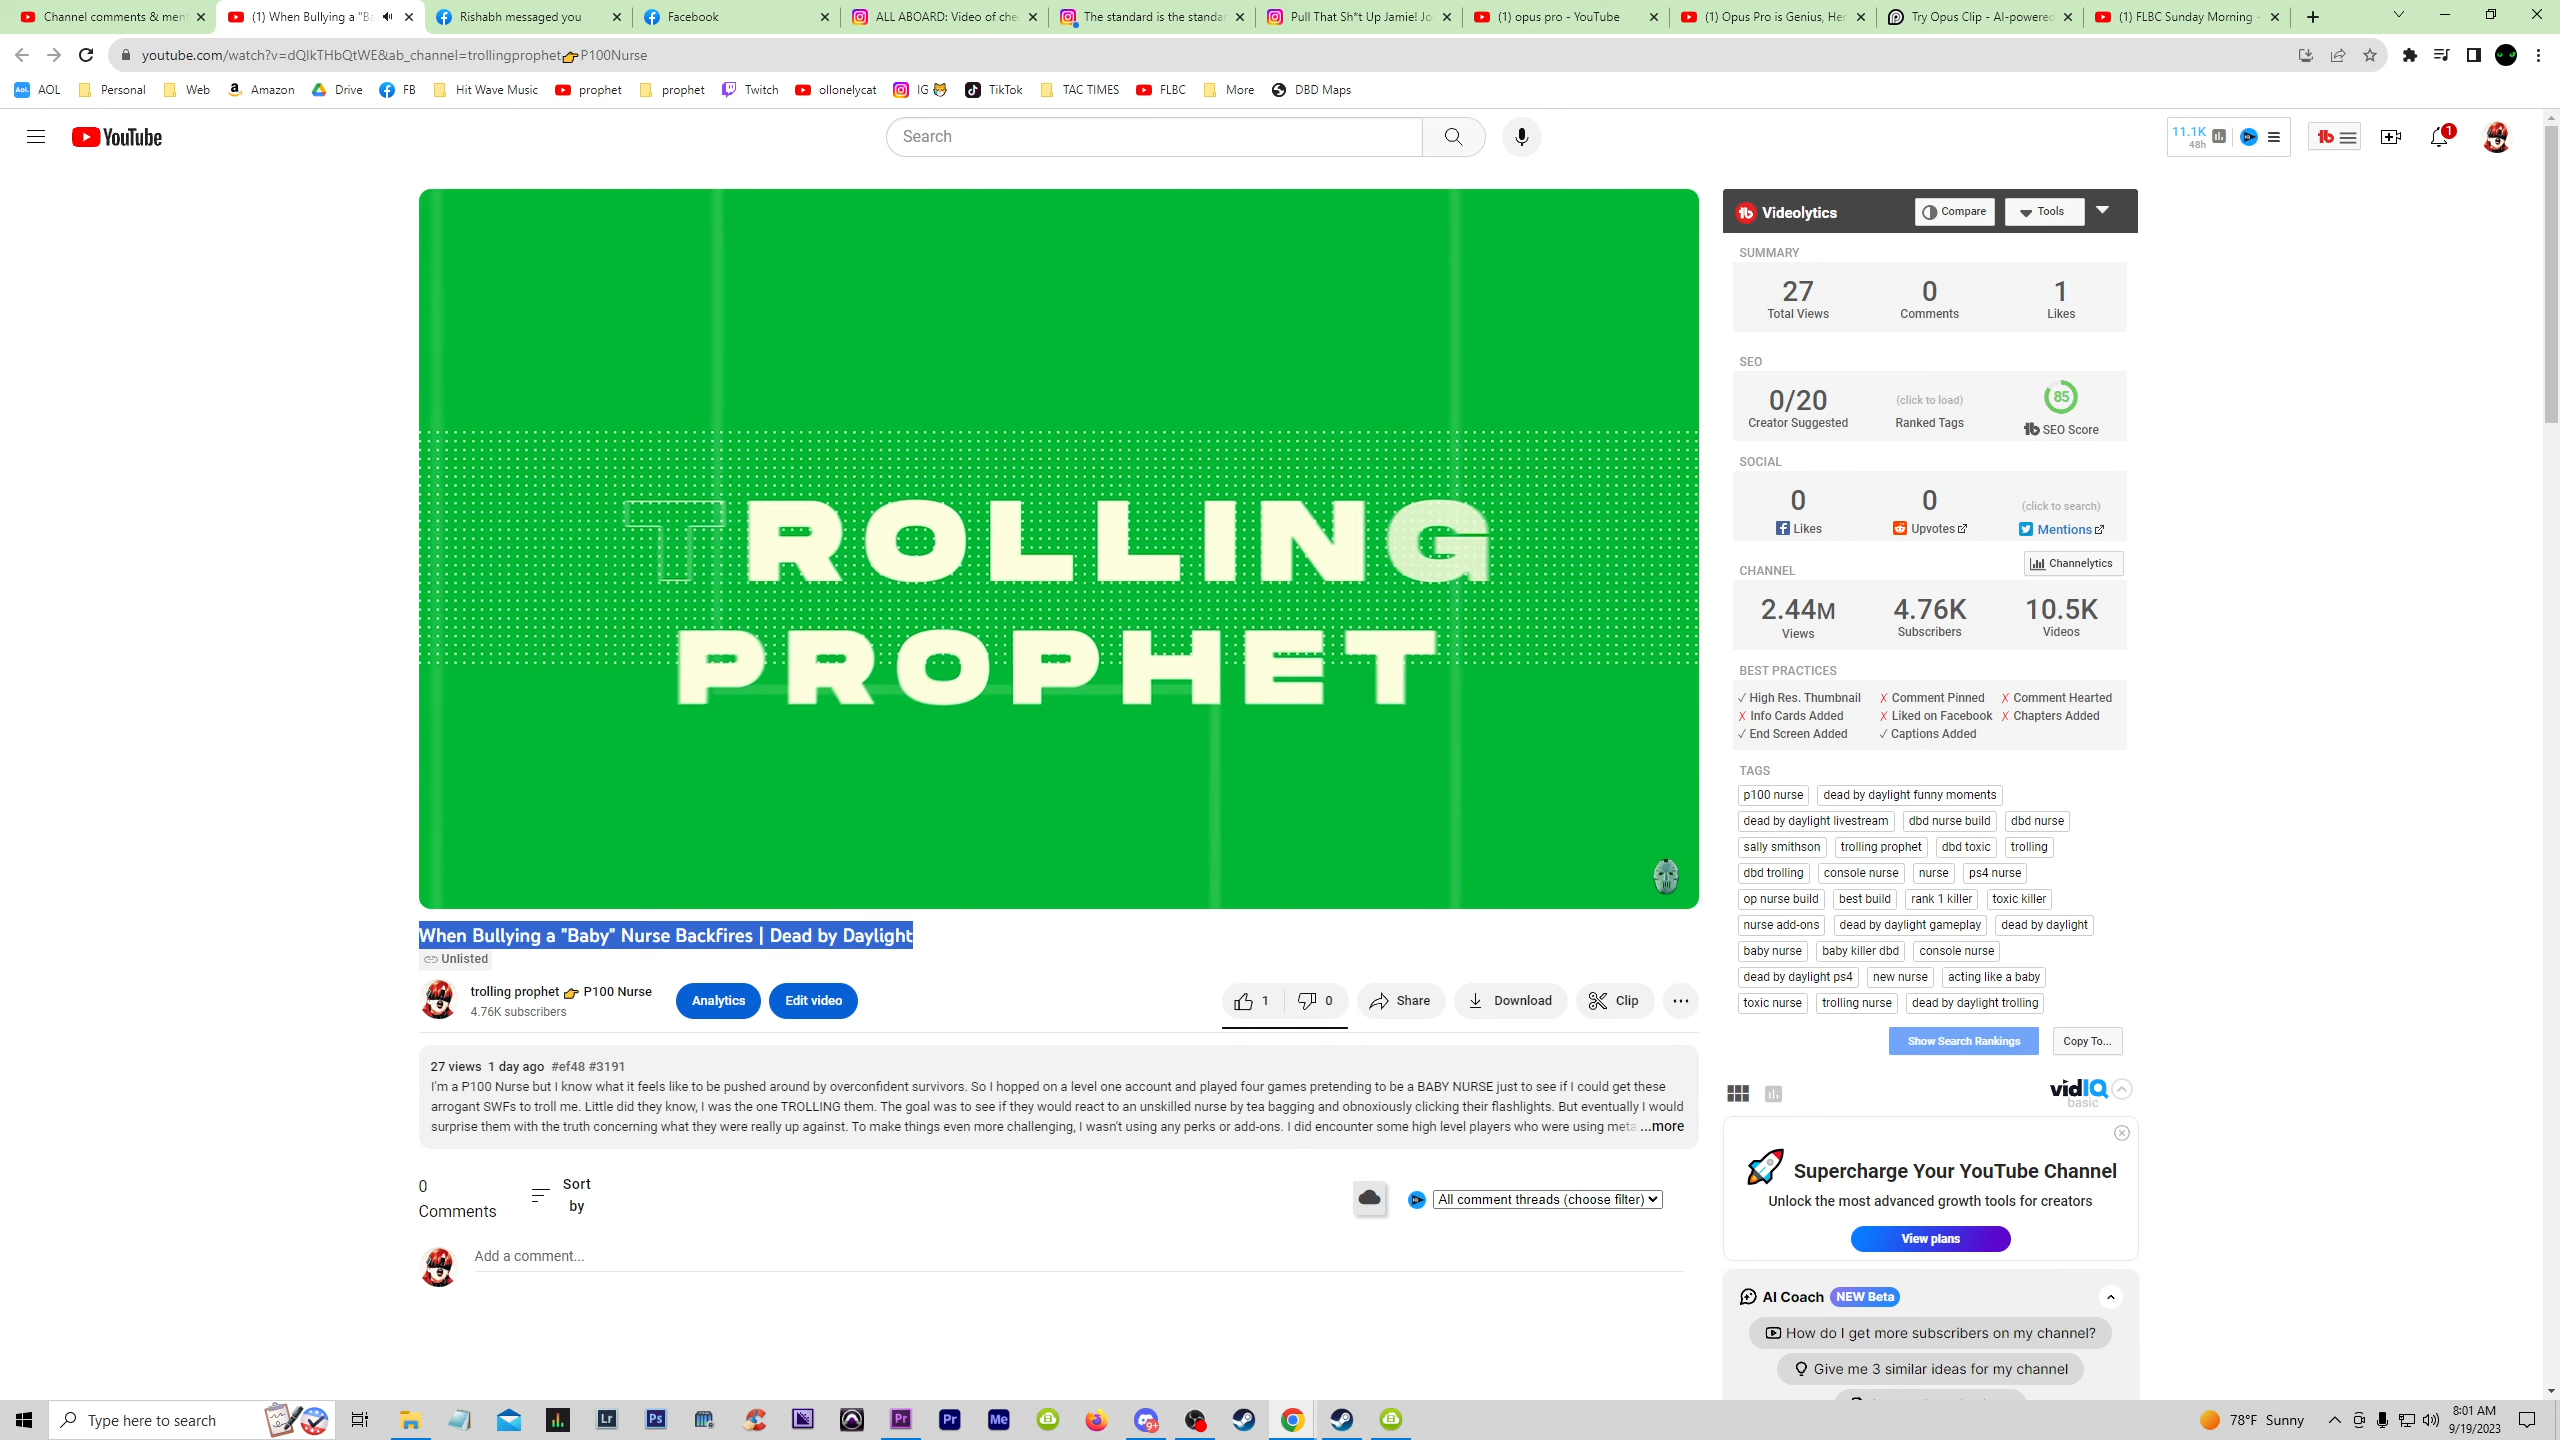 Channel comments & men
(1) When Bullying a "Ba
Rishabh messaged you
Facebook
ALL ABOARD: Video of che
The standard is the standa
Pull That Sh*t Up Jamie! Jo
(1) opus pro - YouTube
(1) Opus Pro is Genius, Her
Try Opus Clip - AI-powered
(1) FLBC Sunday Morning -
youtube.com/watch?v=dQIkTHbQtWE&ab_channel=trollingprophet👉P100Nurse
AOL
Personal
Web
Amazon
Drive
FB
Hit Wave Music
prophet
prophet
Twitch
ollonelycat
IG 😼
TikTok
TAC TIMES
FLBC
More
DBD Maps
YouTube
Search
11.1K
48h
1
TROLLING
PROPHET
When Bullying a "Baby" Nurse Backfires | Dead by Daylight
Unlisted
trolling prophet 👉 P100 Nurse
4.76K subscribers
Analytics
Edit video
1
0
Share
Download
Clip
27 views 1 day ago #ef48 #3191
I'm a P100 Nurse but I know what it feels like to be pushed around by overconfident survivors. So I hopped on a level one account and played four games pretending to be a BABY NURSE just to see if I could get these
arrogant SWFs to troll me. Little did they know, I was the one TROLLING them. The goal was to see if they would react to an unskilled nurse by tea bagging and obnoxiously clicking their flashlights. But eventually I would
surprise them with the truth concerning what they were really up against. To make things even more challenging, I wasn't using any perks or add-ons. I did encounter some high level players who were using meta ...more
0
Comments
Sort
by
All comment threads (choose filter)
Add a comment...
Videolytics
Compare
Tools
SUMMARY
27
Total Views
0
Comments
1
Likes
SEO
0/20
Creator Suggested
(click to load)
Ranked Tags
85
SEO Score
SOCIAL
0
Likes
0
Upvotes
(click to search)
Mentions
CHANNEL
Channelytics
2.44M
Views
4.76K
Subscribers
10.5K
Videos
BEST PRACTICES
✓ High Res. Thumbnail ✗ Comment Pinned ✗ Comment Hearted
✗ Info Cards Added ✗ Liked on Facebook ✗ Chapters Added
✓ End Screen Added ✓ Captions Added
TAGS
p100 nurse dead by daylight funny moments
dead by daylight livestream dbd nurse build dbd nurse
sally smithson trolling prophet dbd toxic trolling
dbd trolling console nurse nurse ps4 nurse
op nurse build best build rank 1 killer toxic killer
nurse add-ons dead by daylight gameplay dead by daylight
baby nurse baby killer dbd console nurse
dead by daylight ps4 new nurse acting like a baby
toxic nurse trolling nurse dead by daylight trolling
Show Search Rankings
Copy To...
vidIQ
basic
Supercharge Your YouTube Channel
Unlock the most advanced growth tools for creators
View plans
AI Coach NEW Beta
How do I get more subscribers on my channel?
Give me 3 similar ideas for my channel
Type here to search
Lr
Ps
Pr
Pr
Me
9+
78°F Sunny
8:01 AM
9/19/2023